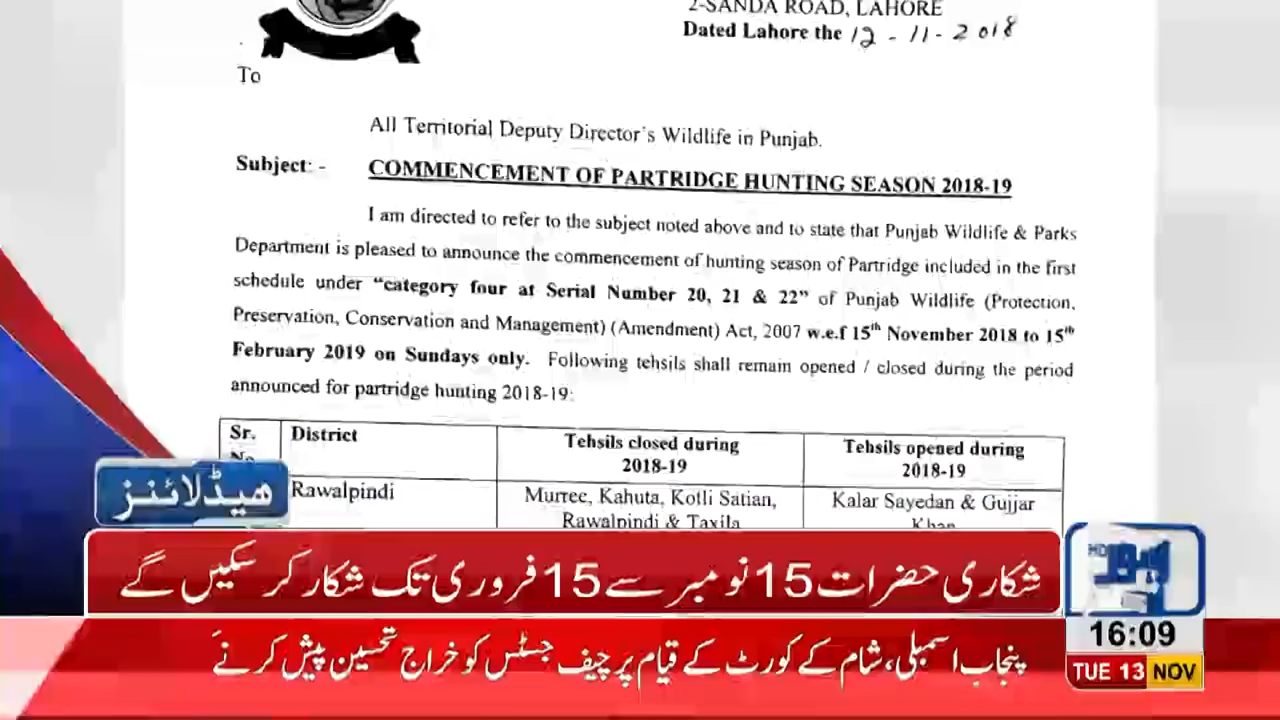 2-SANDA ROAD, LAHORE
Dated Lahore the 12-11-2018
To
All Territorial Deputy Director's Wildlife in Punjab.
Subject: - COMMENCEMENT OF PARTRIDGE HUNTING SEASON 2018-19
I am directed to refer to the subject noted above and to state that Punjab Wildlife & Parks
Department is pleased to announce the commencement of hunting season of Partridge included in the first
schedule under "category four at Serial Number 20, 21 & 22" of Punjab Wildlife (Protection,
Preservation, Conservation and Management) (Amendment) Act, 2007 w.e.f 15th November 2018 to 15th
February 2019 on Sundays only. Following tehsils shall remain opened / closed during the period
announced for partridge hunting 2018-19:
Sr. No District Tehsils closed during 2018-19 Tehsils opened during 2018-19
Rawalpindi Murree, Kahuta, Kotli Satian, Rawalpindi & Taxila Kalar Sayedan & Gujjar Khan
ہیڈلائنز
شکاری حضرات 15 نومبر سے 15 فروری تک شکار کر سکیں گے
HD لاہور
16:09
پنجاب اسمبلی، شام کے کورٹ کے قیام پر چیف جسٹس کو خراج تحسین پیش کرنے
TUE 13 NOV